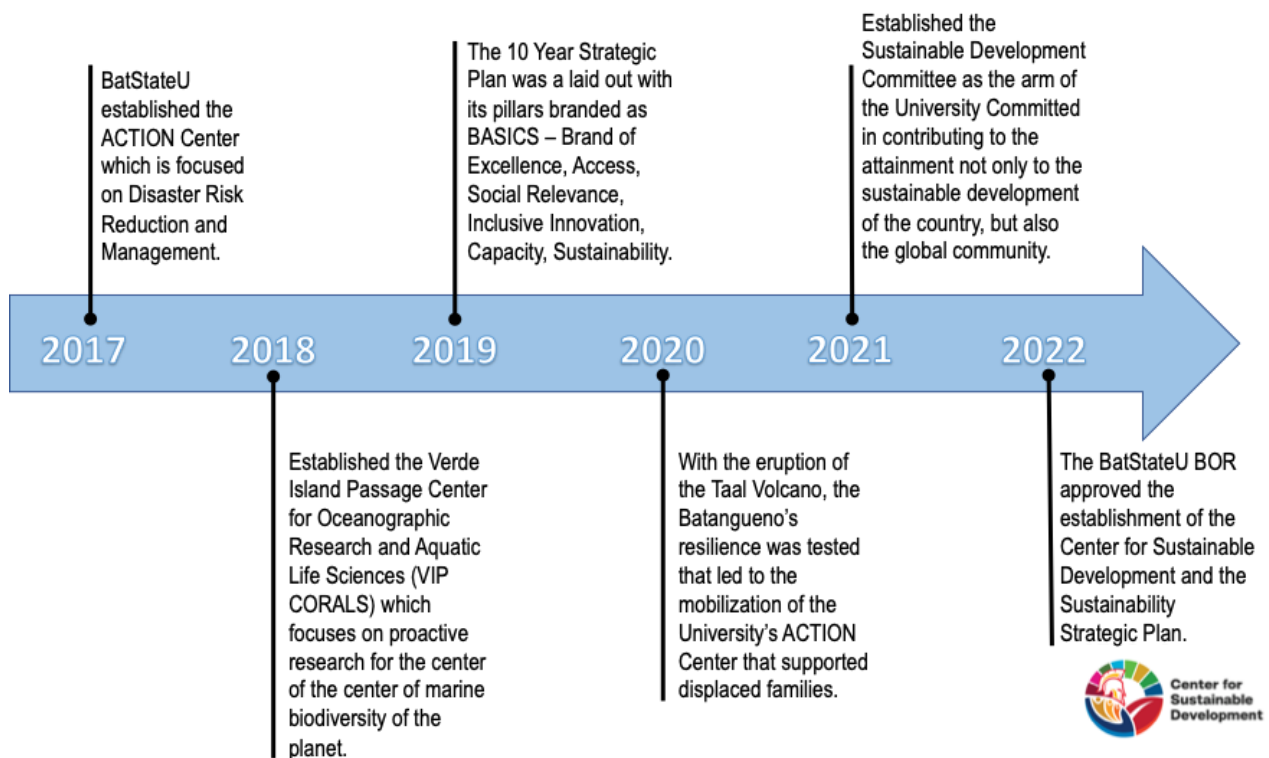 BatStateU
established the
ACTION Center
which is focused
on Disaster Risk
Reduction and
Management.
The 10 Year Strategic
Plan was a laid out with
its pillars branded as
BASICS – Brand of
Excellence, Access,
Social Relevance,
Inclusive Innovation,
Capacity, Sustainability.
Established the
Sustainable Development
Committee as the arm of
the University Committed
in contributing to the
attainment not only to the
sustainable development
of the country, but also
the global community.
2017 2018 2019 2020 2021 2022
Established the Verde
Island Passage Center
for Oceanographic
Research and Aquatic
Life Sciences (VIP
CORALS) which
focuses on proactive
research for the center
of the center of marine
biodiversity of the
planet.
With the eruption of
the Taal Volcano, the
Batangueno’s
resilience was tested
that led to the
mobilization of the
University’s ACTION
Center that supported
displaced families.
The BatStateU BOR
approved the
establishment of the
Center for Sustainable
Development and the
Sustainability
Strategic Plan.
Center for
Sustainable
Development